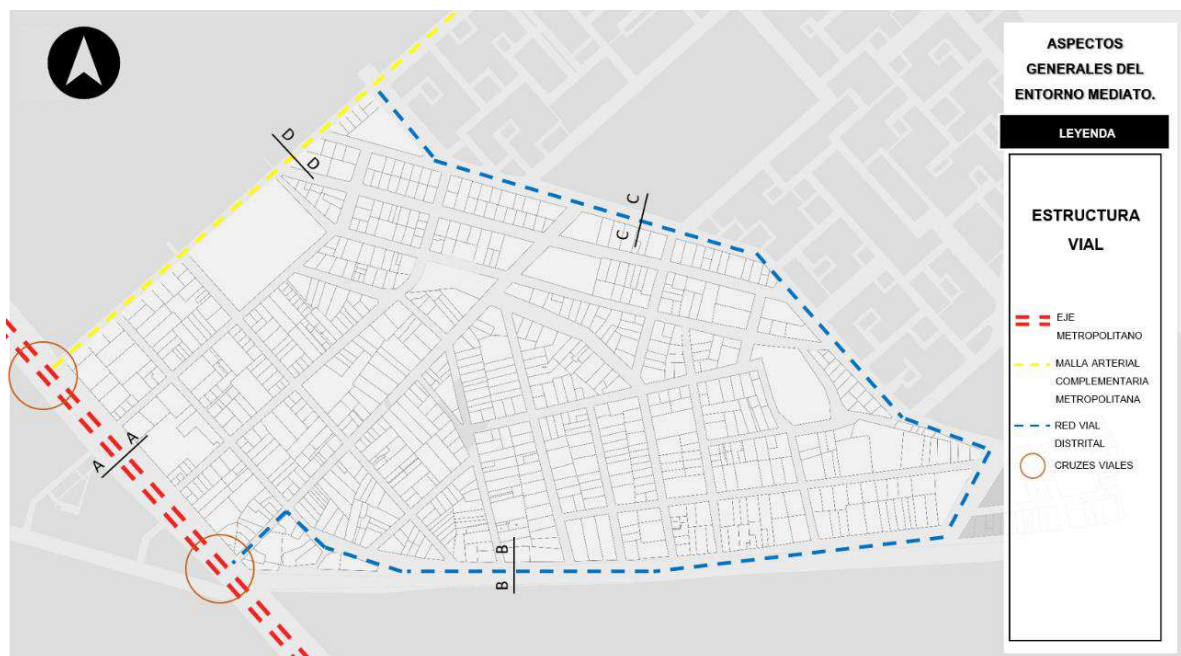 ASPECTOS
GENERALES DEL
ENTORNO MEDIATO.
LEYENDA
ESTRUCTURA
VIAL
EJE
METROPOLITANO
MALLA ARTERIAL
COMPLEMENTARIA
METROPOLITANA
RED VIAL
DISTRITAL
CRUZES VIALES
D
D
C
C
A
A
B
B